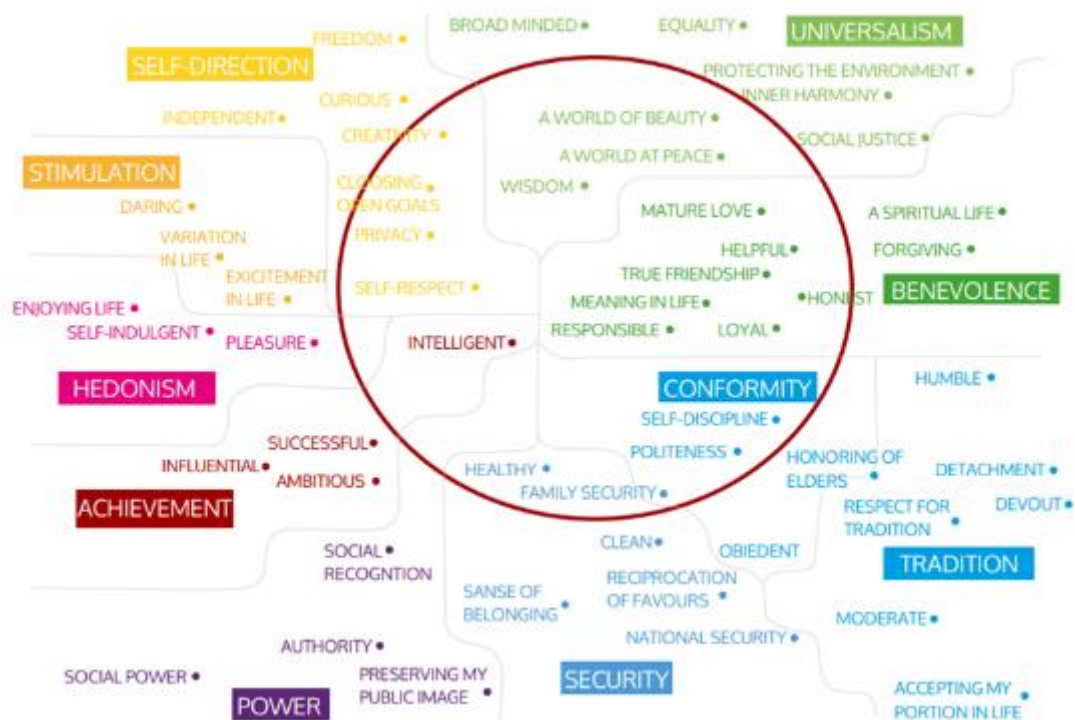 BROAD MINDED
EQUALITY
UNIVERSALISM
FREEDOM
SELF-DIRECTION
PROTECTING THE ENVIRONMENT
INNER HARMONY
CURIOUS
INDEPENDENT
CREATIVITY
A WORLD OF BEAUTY
SOCIAL JUSTICE
A WORLD AT PEACE
STIMULATION
CLOOSING
OPEN GOALS
WISDOM
DARING
MATURE LOVE
A SPIRITUAL LIFE
VARIATION
IN LIFE
PRIVACY
HELPFUL
FORGIVING
EXICITEMENT
IN LIFE
SELF-RESPECT
TRUE FRIENDSHIP
MEANING IN LIFE
HONEST
BENEVOLENCE
ENJOYING LIFE
SELF-INDULGENT
PLEASURE
INTELLIGENT
RESPONSIBLE
LOYAL
HEDONISM
CONFORMITY
HUMBLE
SELF-DISCIPLINE
SUCCESSFUL
POLITENESS
INFLUENTIAL
AMBITIOUS
HEALTHY
FAMILY SECURITY
HONORING OF
ELDERS
DETACHMENT
ACHIEVEMENT
RESPECT FOR
TRADITION
DEVOUT
SOCIAL
RECOGNTION
CLEAN
OBIEDENT
TRADITION
SANSE OF
BELONGING
RECIPROCATION
OF FAVOURS
MODERATE
AUTHORITY
NATIONAL SECURITY
SOCIAL POWER
PRESERVING MY
PUBLIC IMAGE
SECURITY
POWER
ACCEPTING MY
PORTION IN LIFE